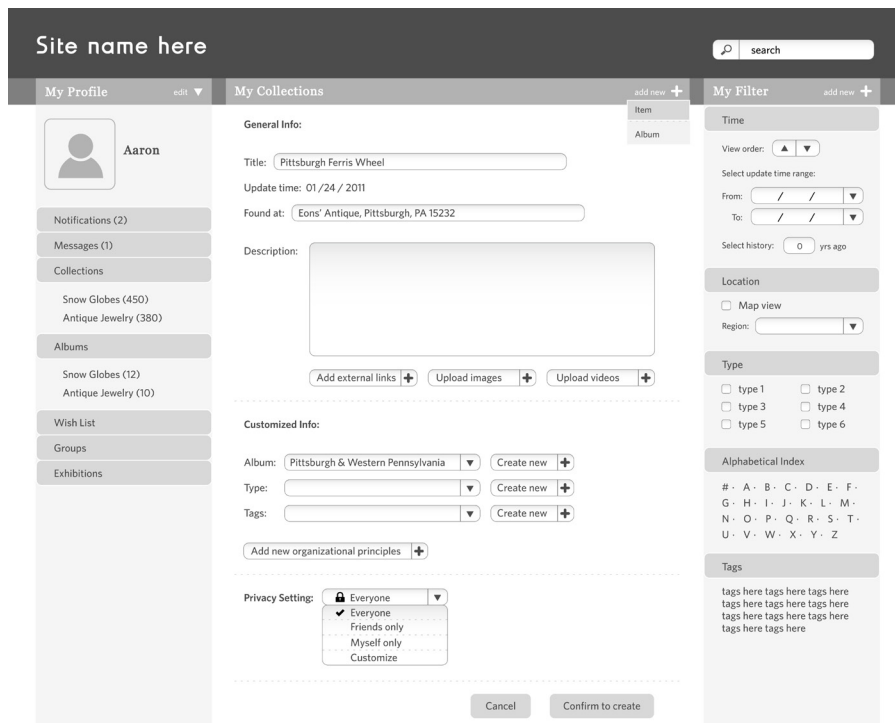 Site name here
search
My Profile edit
Aaron
Notifications (2)
Messages (1)
Collections
Snow Globes (450)
Antique Jewelry (380)
Albums
Snow Globes (12)
Antique Jewelry (10)
Wish List
Groups
Exhibitions
My Collections add new
Item
Album
General Info:
Title: Pittsburgh Ferris Wheel
Update time: 01 /24 / 2011
Found at: Eons' Antique, Pittsburgh, PA 15232
Description:
Add external links Upload images Upload videos
Customized Info:
Album: Pittsburgh & Western Pennsylvania Create new
Type: Create new
Tags: Create new
Add new organizational principles
Privacy Setting: Everyone
Everyone
Friends only
Myself only
Customize
Cancel Confirm to create
My Filter add new
Time
View order:
Select update time range:
From: / /
To: / /
Select history: 0 yrs ago
Location
Map view
Region:
Type
type 1 type 2
type 3 type 4
type 5 type 6
Alphabetical Index
# · A · B · C · D · E · F ·
G · H · I · J · K · L · M ·
N · O · P · Q · R · S · T ·
U · V · W · X · Y · Z
Tags
tags here tags here tags here
tags here tags here tags here
tags here tags here tags here
tags here tags here